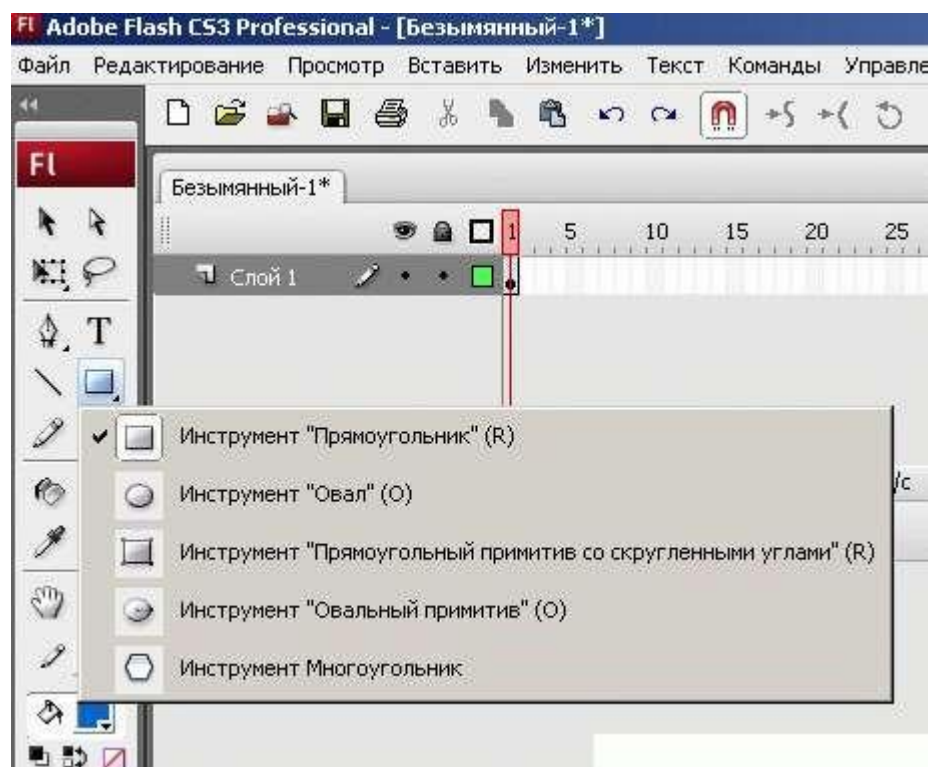 Fl Adobe Flash CS3 Professional - [Безымянный-1*]
Файл Редактирование Просмотр Вставить Изменить Текст Команды Управле
Fl
Безымянный-1*
1 5 10 15 20 25
Слой 1
T
Инструмент "Прямоугольник" (R)
Инструмент "Овал" (O)
/с
Инструмент "Прямоугольный примитив со скругленными углами" (R)
Инструмент "Овальный примитив" (O)
Инструмент Многоугольник